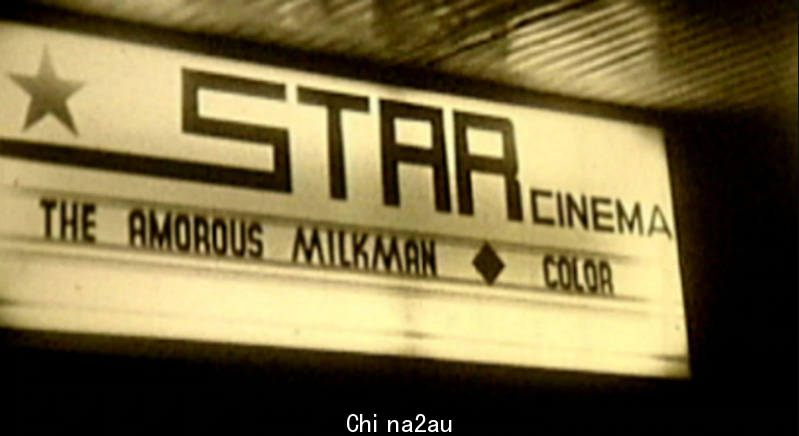 STAR CINEMA
THE AMOROUS MILKMAN ◆ COLOR
Chi na2au